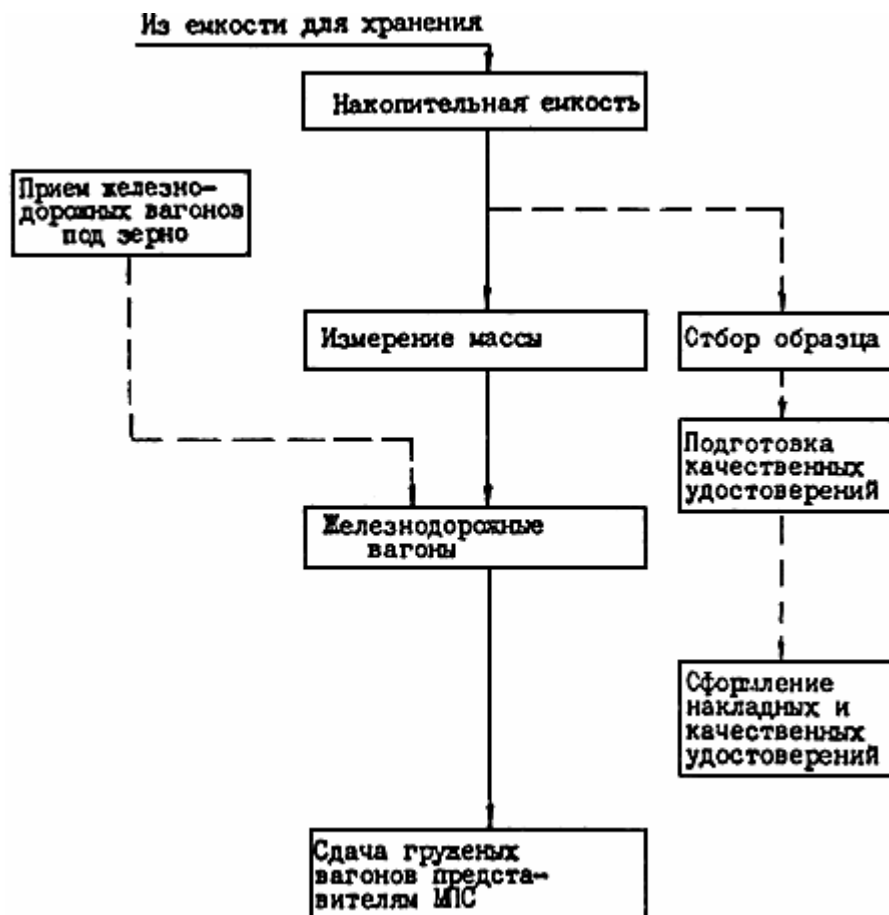 Из емкости для хранения
Накопительная емкость
Прием железно-
дорожных вагонов
под зерно
Измерение массы
Отбор образца
Подготовка
качественных
удостоверений
Железнодорожные
вагоны
Оформление
накладных и
качественных
удостоверений
Сдача груженых
вагонов предста-
вителям МПС